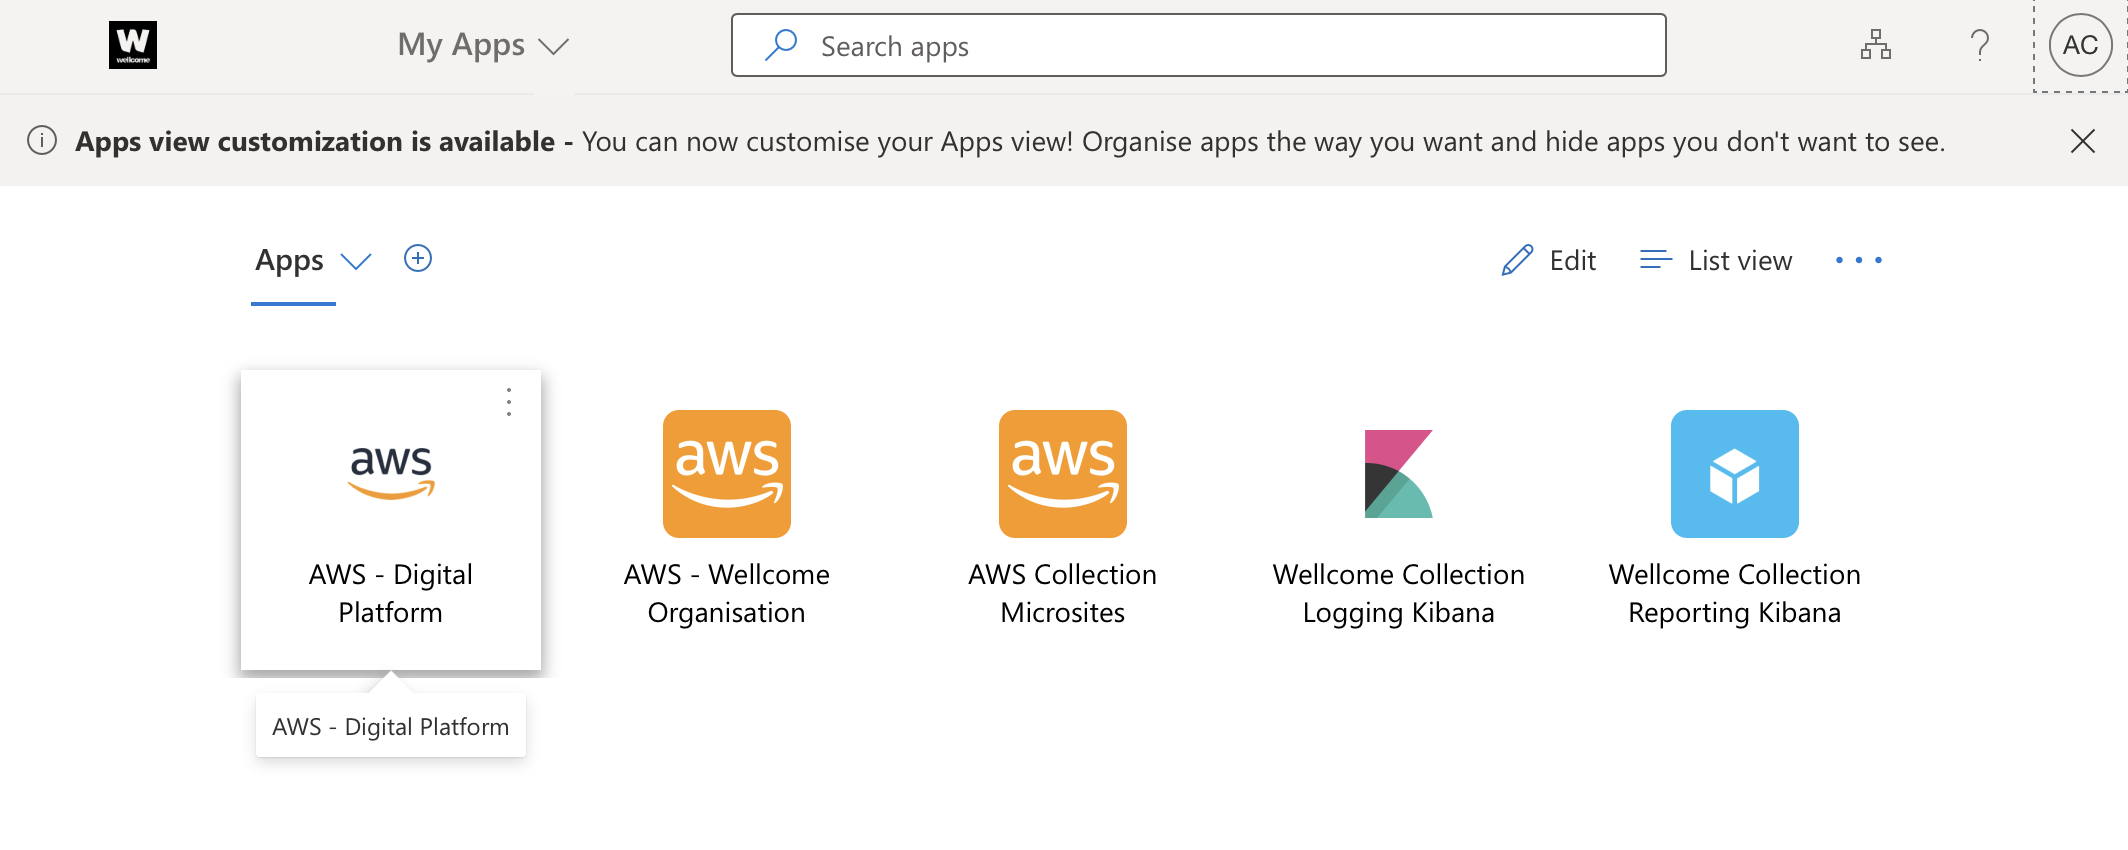 W
wellcome
My Apps
Search apps
?
AC
Apps view customization is available - You can now customise your Apps view! Organise apps the way you want and hide apps you don't want to see.
Apps
Edit
List view
aws
aws
aws
AWS - Digital
Platform
AWS - Wellcome
Organisation
AWS Collection
Microsites
Wellcome Collection
Logging Kibana
Wellcome Collection
Reporting Kibana
AWS - Digital Platform